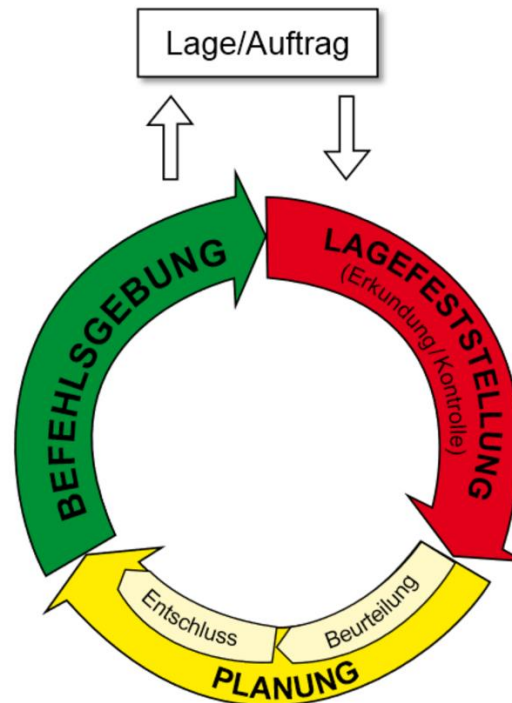 Lage/Auftrag
LAGEFESTSTELLUNG
(Erkundung/Kontrolle)
Beurteilung
Entschluss
PLANUNG
BEFEHLSGEBUNG